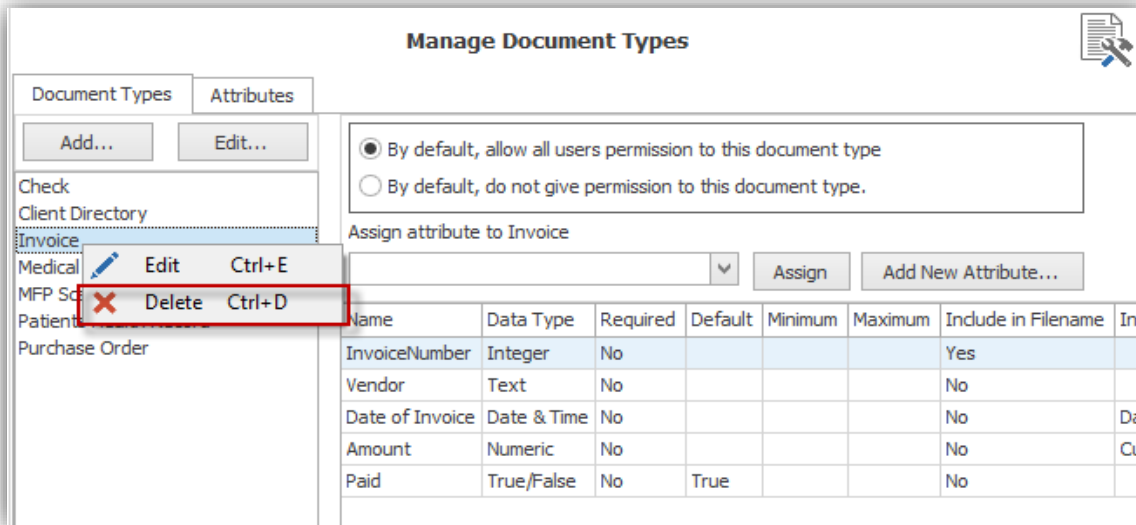 Manage Document Types
Document Types Attributes
Add... Edit...
By default, allow all users permission to this document type
By default, do not give permission to this document type.
Check
Client Directory
Invoice
Medical
MFP
Patient
Purchase Order
Edit Ctrl+E
Delete Ctrl+D
Assign attribute to Invoice
Assign Add New Attribute...
Name Data Type Required Default Minimum Maximum Include in Filename In
InvoiceNumber Integer No Yes
Vendor Text No No
Date of Invoice Date & Time No No Da
Amount Numeric No No Cu
Paid True/False No True No